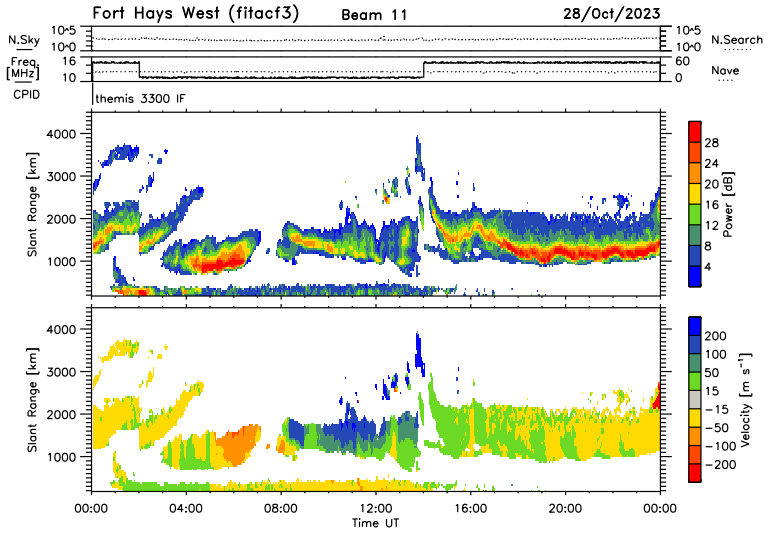 Fort Hays West (fitacf3) Beam 11 28/Oct/2023
N.Sky 10^5 10^0 10^5 10^0 N.Search
Freq. [MHz] 16 10 60 0 Nave
CPID themis 3300 IF
Slant Range [km] 4000 3000 2000 1000
28 24 20 16 12 8 4 Power [dB]
Slant Range [km] 4000 3000 2000 1000
200 100 50 15 −15 −50 −100 −200 Velocity [m s⁻¹]
00:00 04:00 08:00 12:00 16:00 20:00 00:00
Time UT